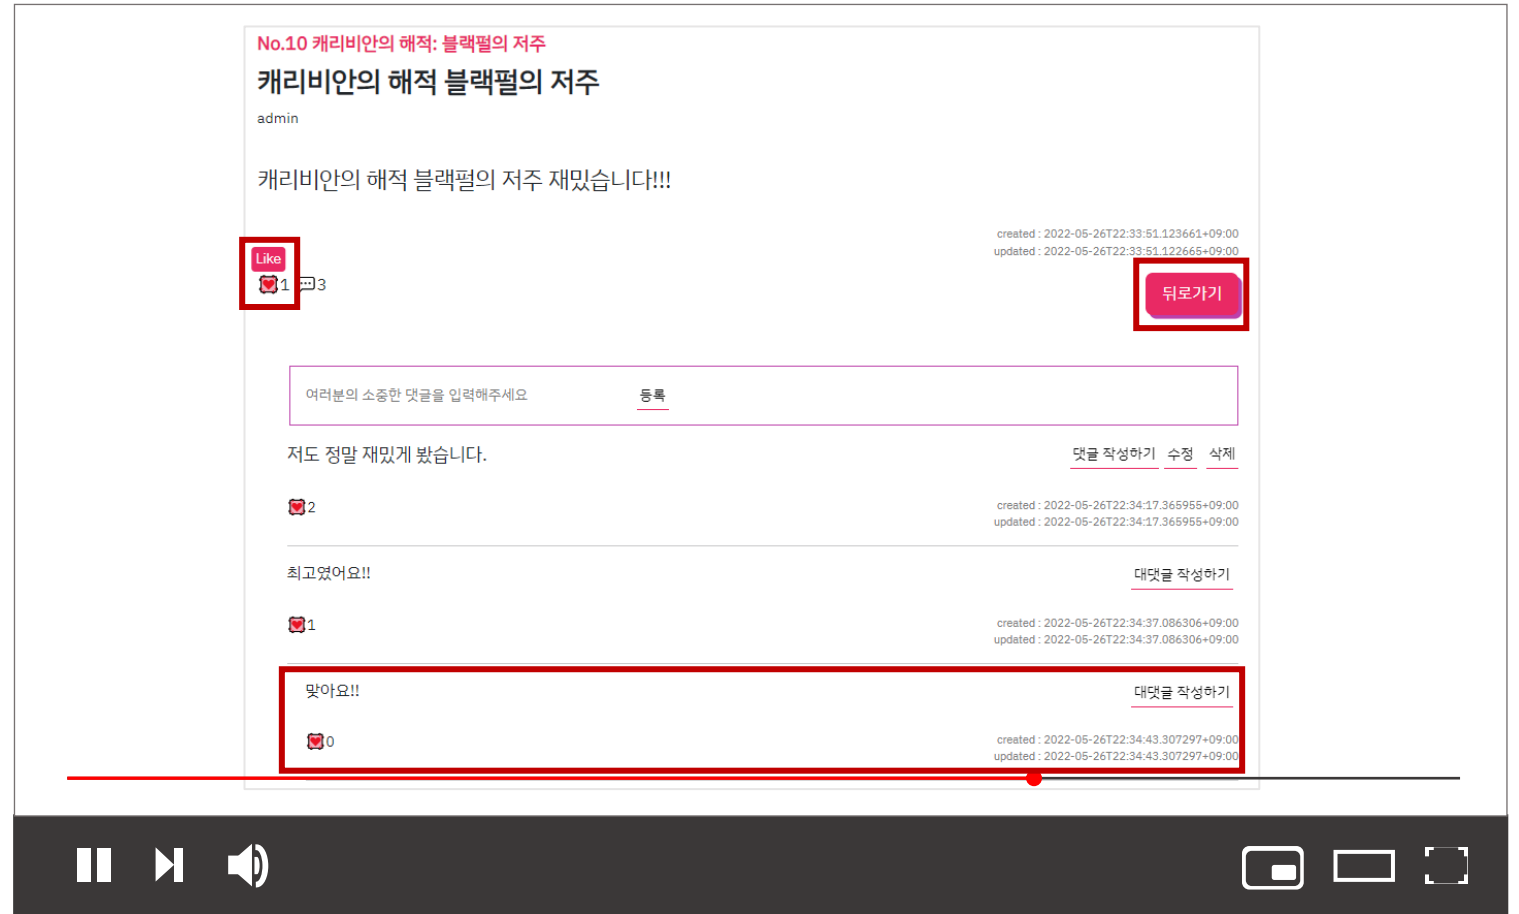 No.10 캐리비안의 해적: 블랙펄의 저주
캐리비안의 해적 블랙펄의 저주
admin
캐리비안의 해적 블랙펄의 저주 재밌습니다!!!
created : 2022-05-26T22:33:51.123661+09:00
updated : 2022-05-26T22:33:51.122665+09:00
Like
1 3
뒤로가기
여러분의 소중한 댓글을 입력해주세요 등록
저도 정말 재밌게 봤습니다. 댓글 작성하기 수정 삭제
2
created : 2022-05-26T22:34:17.365955+09:00
updated : 2022-05-26T22:34:17.365955+09:00
최고였어요!! 대댓글 작성하기
1
created : 2022-05-26T22:34:37.086306+09:00
updated : 2022-05-26T22:34:37.086306+09:00
맞아요!! 대댓글 작성하기
0
created : 2022-05-26T22:34:43.307297+09:00
updated : 2022-05-26T22:34:43.307297+09:00